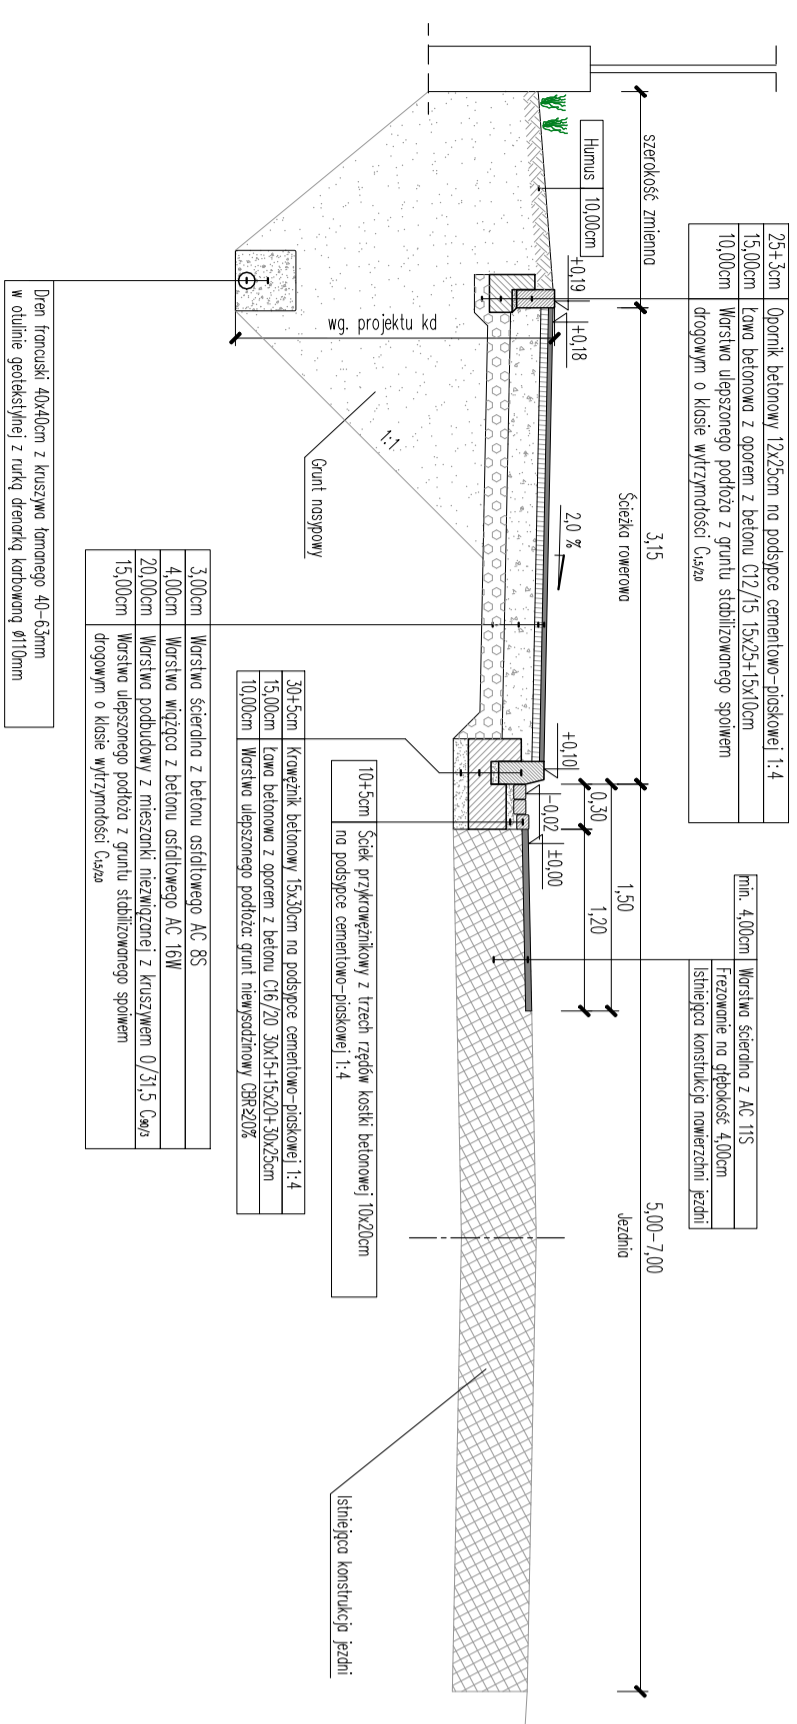 25+3cm Opornik betonowy 12x25cm na podsypce cementowo-piaskowej 1:4
15,00cm Ława betonowa z oporem z betonu C12/15 15x25+15x10cm
10,00cm Warstwa ulepszonego podłoża z gruntu stabilizowanego spoiwem
drogowym o klasie wytrzymałości C1,5/2,0
min. 4,00cm Warstwa ścieralna z AC 11S
Frezowanie na głębokość 4,00cm
Istniejąca konstrukcja nawierzchni jezdni
szerokość zmienna
3,15
Ścieżka rowerowa
1,50
0,30
1,20
5,00-7,00
Jezdnia
Humus 10,00cm
+0,19
+0,18
2,0 %
+0,10
-0,02
±0,00
wg. projektu kd
1:1
Grunt nasypowy
10+5cm Ściek przykrawężnikowy z trzech rzędów kostki betonowej 10x20cm
na podsypce cementowo-piaskowej 1:4
Istniejąca konstrukcja jezdni
30+5cm Krawężnik betonowy 15x30cm na podsypce cementowo-piaskowej 1:4
15,00cm Ława betonowa z oporem z betonu C16/20 30x15+15x20+30x25cm
10,00cm Warstwa ulepszonego podłoża: grunt niewysadzinowy CBR≥20%
3,00cm Warstwa ścieralna z betonu asfaltowego AC 8S
4,00cm Warstwa wiążąca z betonu asfaltowego AC 16W
20,00cm Warstwa podbudowy z mieszanki niezwiązanej z kruszywem 0/31,5 C90/3
15,00cm Warstwa ulepszonego podłoża z gruntu stabilizowanego spoiwem
drogowym o klasie wytrzymałości C1,5/2,0
Dren francuski 40x40cm z kruszywa łamanego 40-63mm
w otulinie geotekstylnej z rurką drenarką karbowaną ø110mm